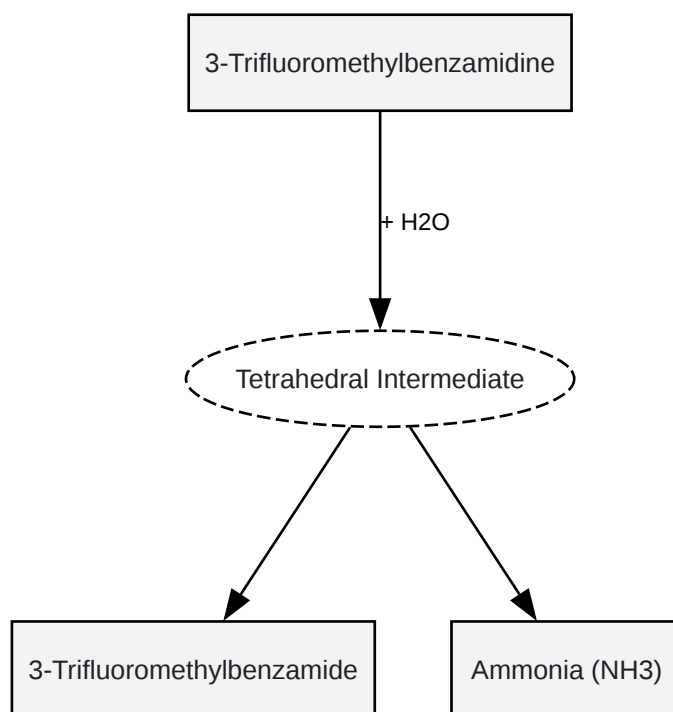 3-Trifluoromethylbenzamidine
+ H2O
Tetrahedral Intermediate
3-Trifluoromethylbenzamide
Ammonia (NH3)